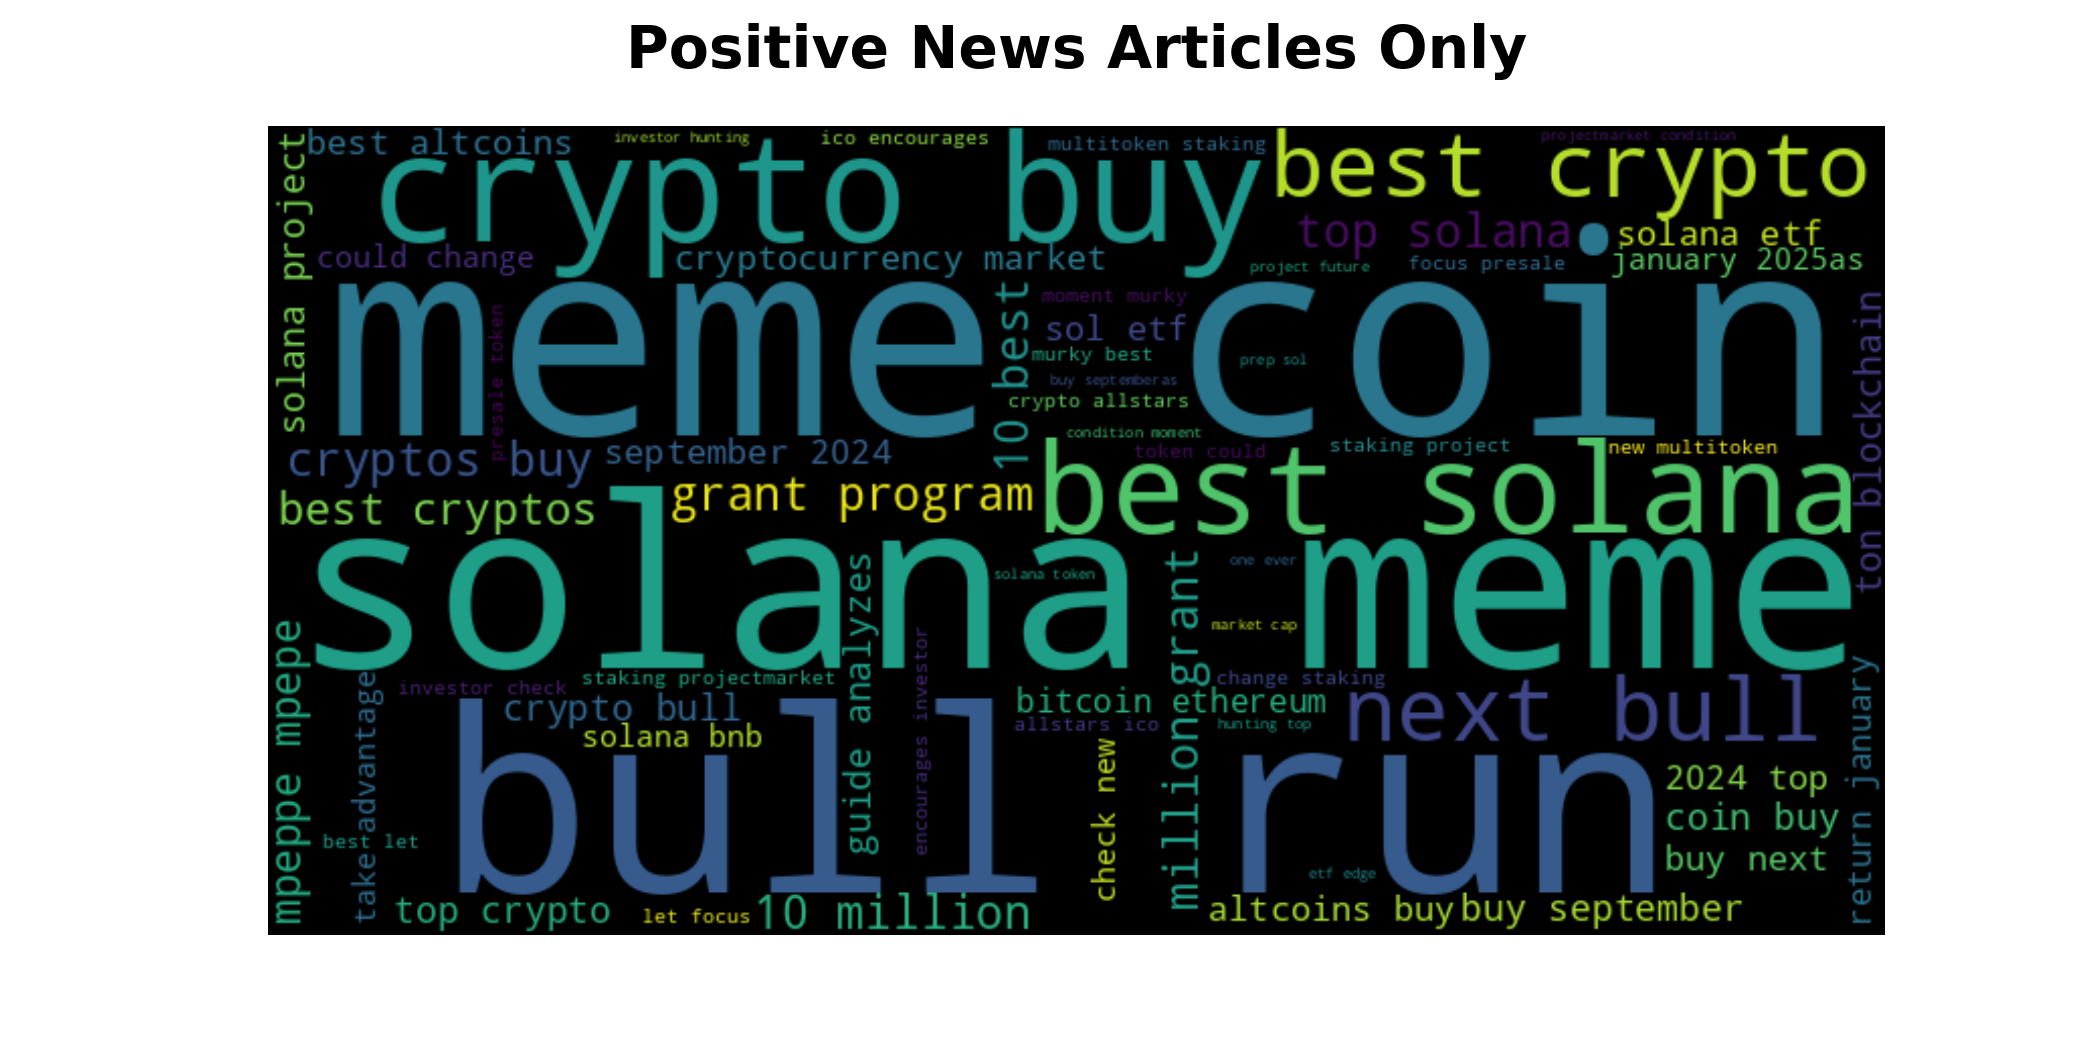 Positive News Articles Only
solana project
best altcoins
investor hunting
ico encourages
multitoken staking
projectmarket condition
crypto buy
best crypto
top solana
solana etf
could change
cryptocurrency market
project future
focus presale
january 2025as
meme coin
presale token
10 best
moment murky
sol etf
murky best
prep sol
buy septemberas
crypto allstars
condition moment
ton blockchain
cryptos buy
september 2024
token could
staking project
new multitoken
best cryptos
grant program
best solana
solana meme
guide analyzes
solana token
million grant
one ever
market cap
mpeppe mpepe
take advantage
investor check
staking projectmarket
encourages investor
change staking
crypto bull
bitcoin ethereum
next bull
solana bnb
allstars ico
hunting top
return january
bull run
check new
2024 top
coin buy
best let
buy next
etf edge
top crypto
let focus
10 million
altcoins buy
buy september